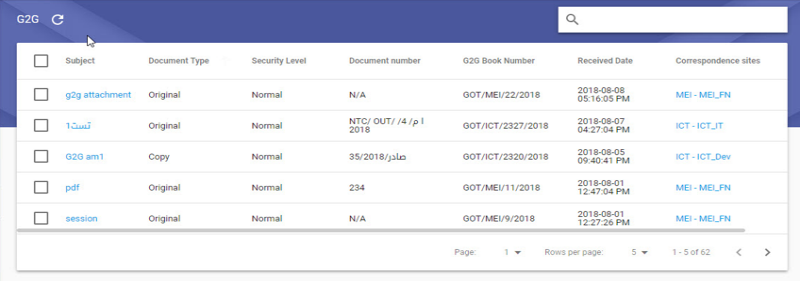 G2G
Subject Document Type Security Level Document number G2G Book Number Received Date Correspondence sites
g2g attachment Original Normal N/A GOT/MEI/22/2018 2018-08-08 05:16:05 PM MEI - MEI_FN
تست1 Original Normal NTC/ OUT/ /4 /ا م 2018 GOT/ICT/2327/2018 2018-08-07 04:27:04 PM ICT - ICT_IT
G2G am1 Copy Normal 35/2018/صادر GOT/ICT/2320/2018 2018-08-05 09:40:41 PM ICT - ICT_Dev
pdf Original Normal 234 GOT/MEI/11/2018 2018-08-01 12:47:04 PM MEI - MEI_FN
session Original Normal N/A GOT/MEI/9/2018 2018-08-01 12:27:26 PM MEI - MEI_FN
Page: 1 Rows per page: 5 1 - 5 of 62